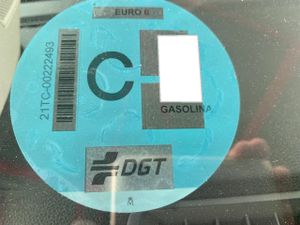 EURO 6
21TC-00222493
C
GASOLINA
DGT